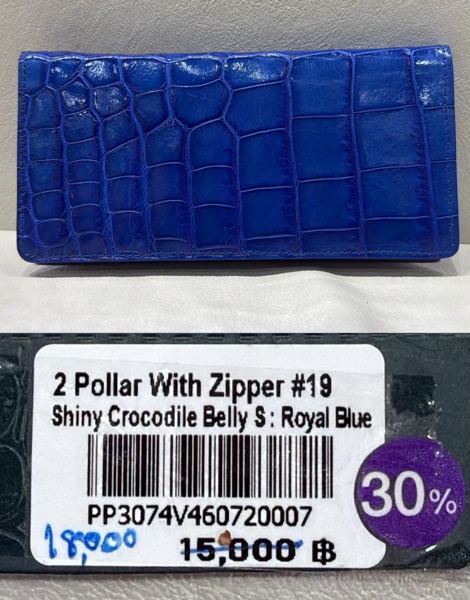 2 Pollar With Zipper #19
Shiny Crocodile Belly S : Royal Blue
30%
PP3074V460720007
18,000
15,000 ฿